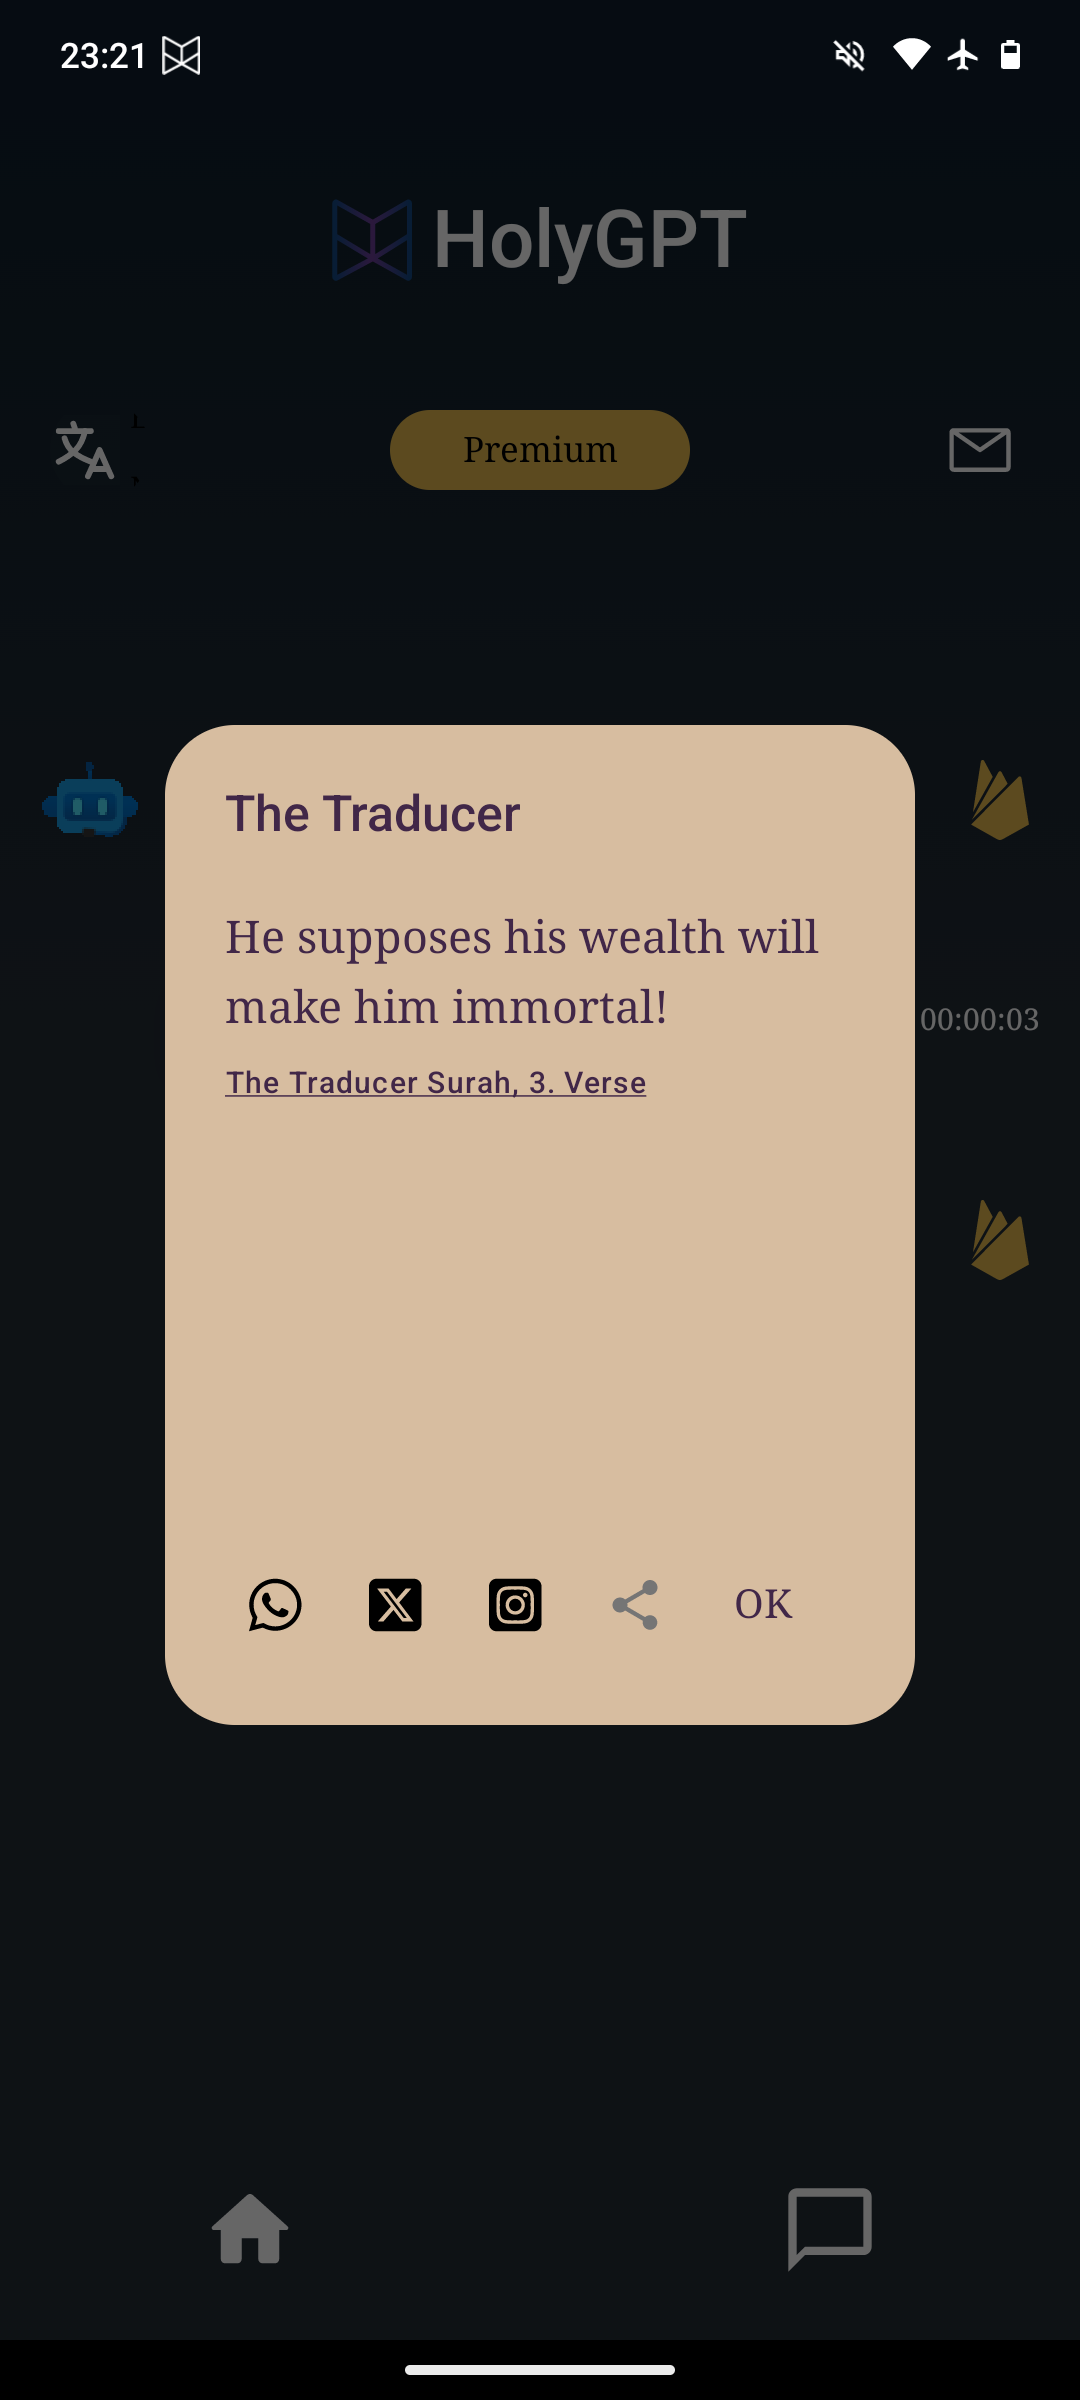 23:21
HolyGPT
Premium
The Traducer
He supposes his wealth will
make him immortal!
00:00:03
The Traducer Surah, 3. Verse
OK